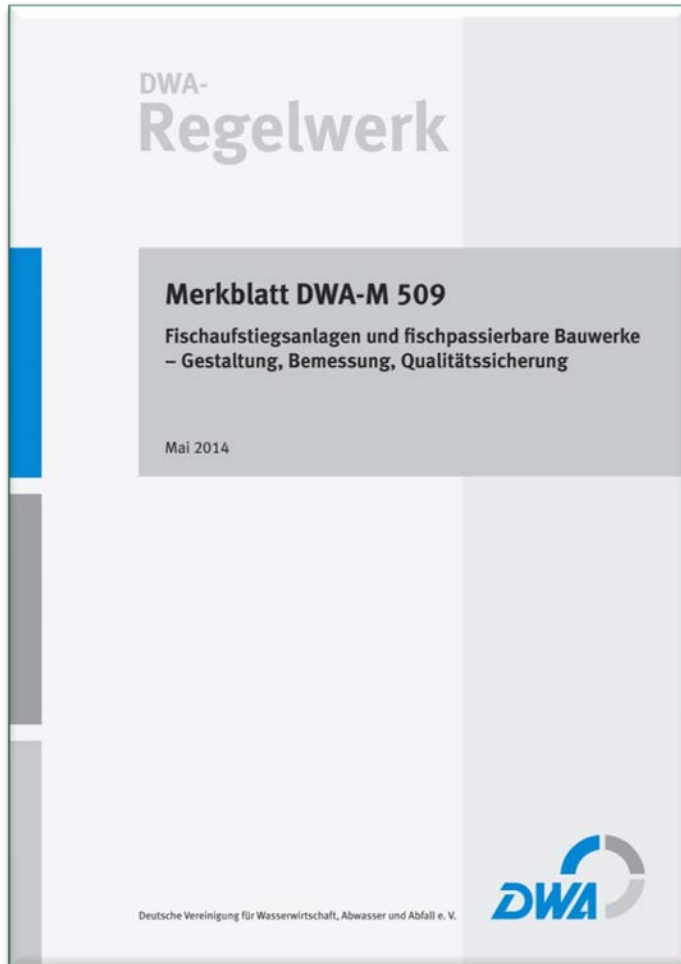 DWA-
Regelwerk
Merkblatt DWA-M 509
Fischaufstiegsanlagen und fischpassierbare Bauwerke
– Gestaltung, Bemessung, Qualitätssicherung
Mai 2014
Deutsche Vereinigung für Wasserwirtschaft, Abwasser und Abfall e. V.
DWA